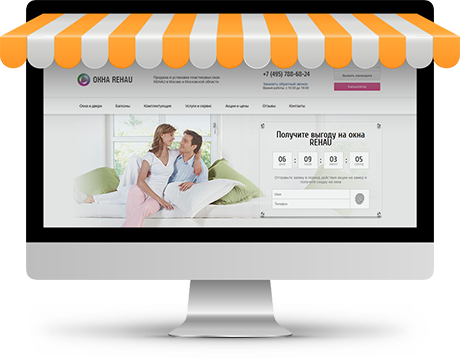 ОКНА REHAU
Продажа и установка пластиковых окон
REHAU в Москве и Московской области
+7 (495) 788-60-24
Заказать обратный звонок
Время работы: с 10:00 до 19:00
Вызвать замерщика
Окна и двери Балконы Комплектующие Услуги и сервис Акции и цены Отзывы Контакты
Получите выгоду на окна
REHAU
06 09 03 05
Отправьте заявку в период действия акции на замер и
получите скидку на окна
Имя
Телефон